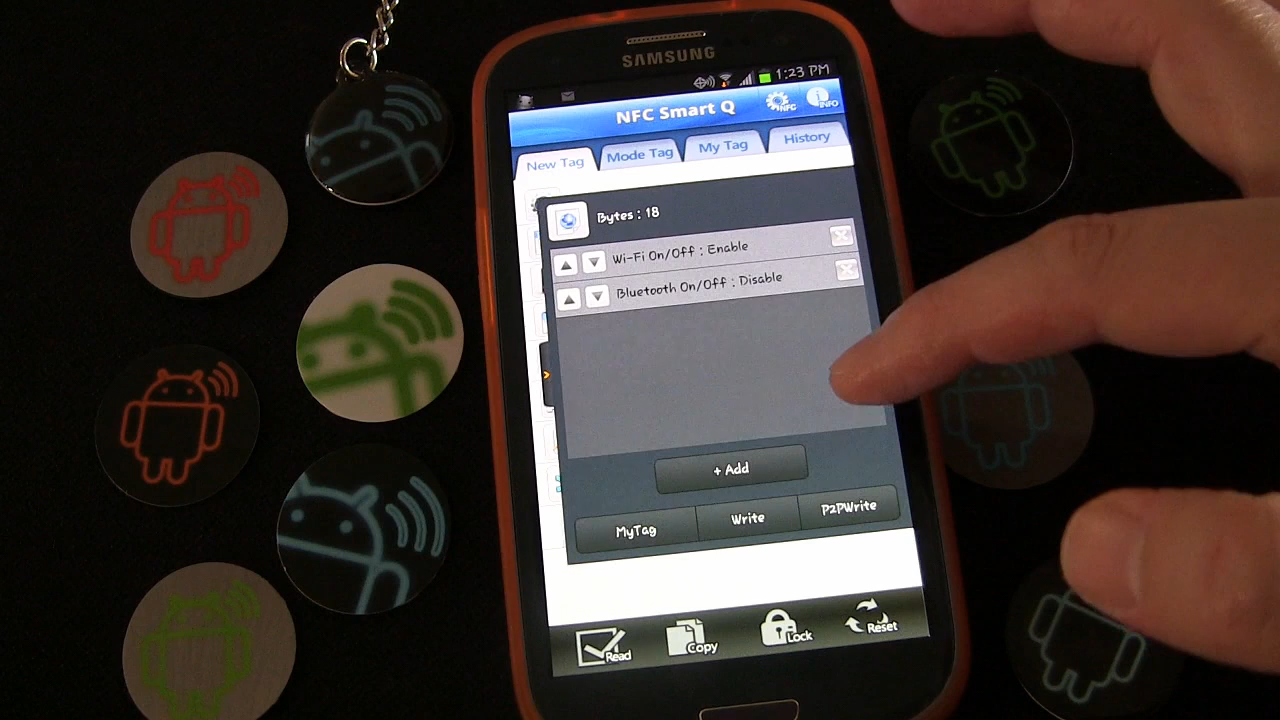 SAMSUNG
1:23 PM
NFC Smart Q
NFC
INFO
New Tag Mode Tag My Tag History
Bytes : 18
Wi-Fi On/Off : Enable
Bluetooth On/Off : Disable
+ Add
MyTag Write P2PWrite
Read Copy Lock Reset